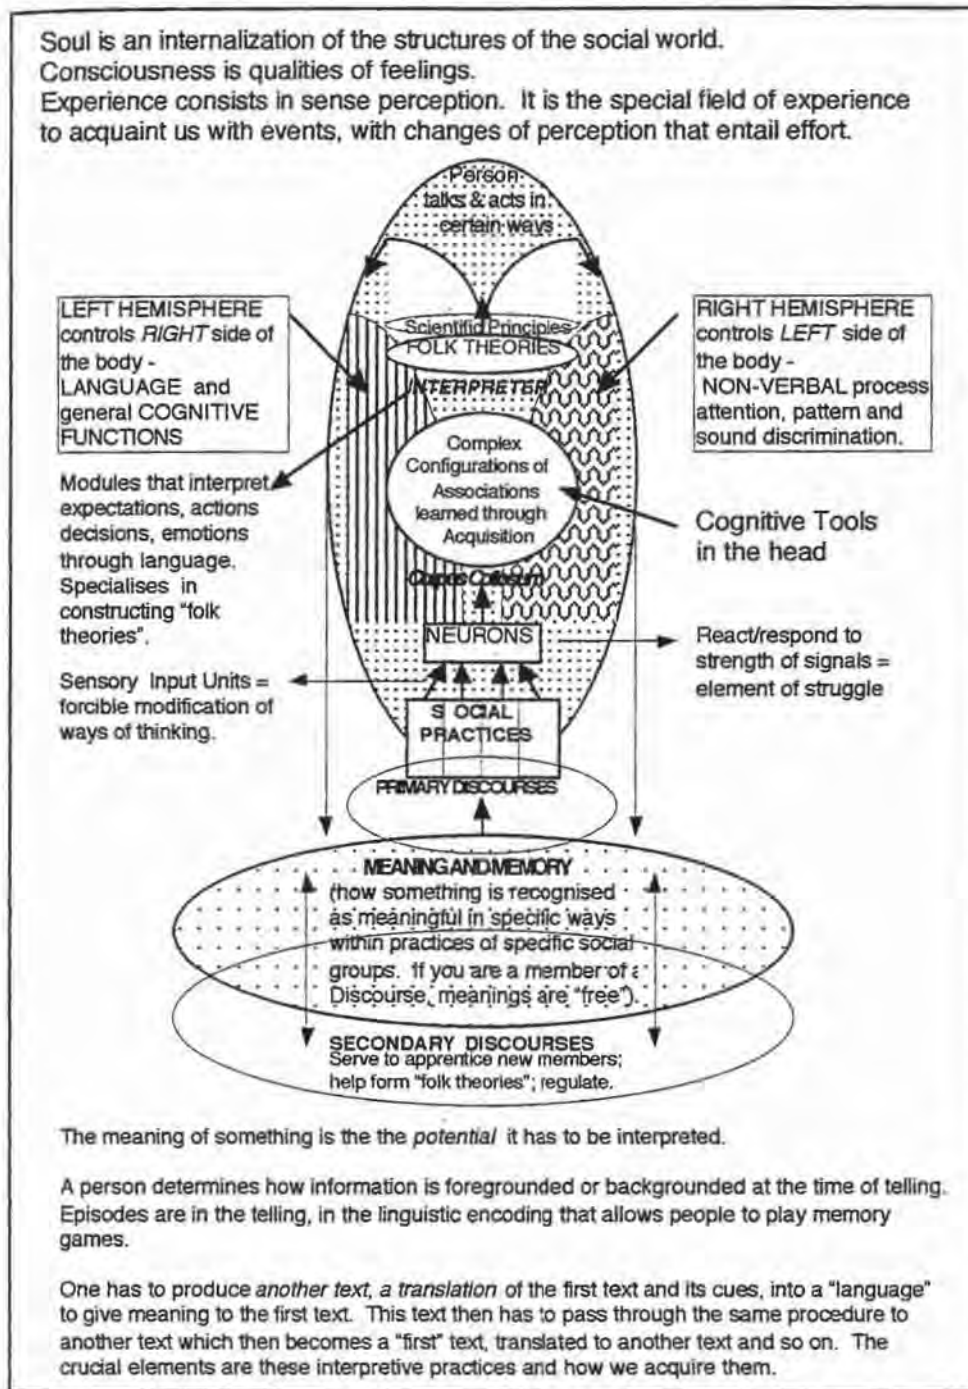 Soul is an internalization of the structures of the social world.
Consciousness is qualities of feelings.
Experience consists in sense perception. It is the special field of experience
to acquaint us with events, with changes of perception that entail effort.
Person
talks & acts in
certain ways
LEFT HEMISPHERE
controls RIGHT side of
the body -
LANGUAGE and
general COGNITIVE
FUNCTIONS
Scientific Principles
FOLK THEORIES
INTERPRETER
RIGHT HEMISPHERE
controls LEFT side of
the body -
NON-VERBAL process
attention, pattern and
sound discrimination.
Complex
Configurations of
Associations
learned through
Acquisition
Modules that interpret
expectations, actions
decisions, emotions
through language.
Specialises in
constructing "folk
theories".
Cognitive Tools
in the head
Corpus Collosum
NEURONS
React/respond to
strength of signals =
element of struggle
Sensory Input Units =
forcible modification of
ways of thinking.
S OCIAL
PRACTICES
PRIMARY DISCOURSES
MEANING AND MEMORY
(how something is recognised
as meaningful in specific ways
within practices of specific social
groups. If you are a member of a
Discourse, meanings are "free").
SECONDARY DISCOURSES
Serve to apprentice new members;
help form "folk theories"; regulate.
The meaning of something is the the potential it has to be interpreted.
A person determines how information is foregrounded or backgrounded at the time of telling.
Episodes are in the telling, in the linguistic encoding that allows people to play memory
games.
One has to produce another text, a translation of the first text and its cues, into a "language"
to give meaning to the first text. This text then has to pass through the same procedure to
another text which then becomes a "first" text, translated to another text and so on. The
crucial elements are these interpretive practices and how we acquire them.